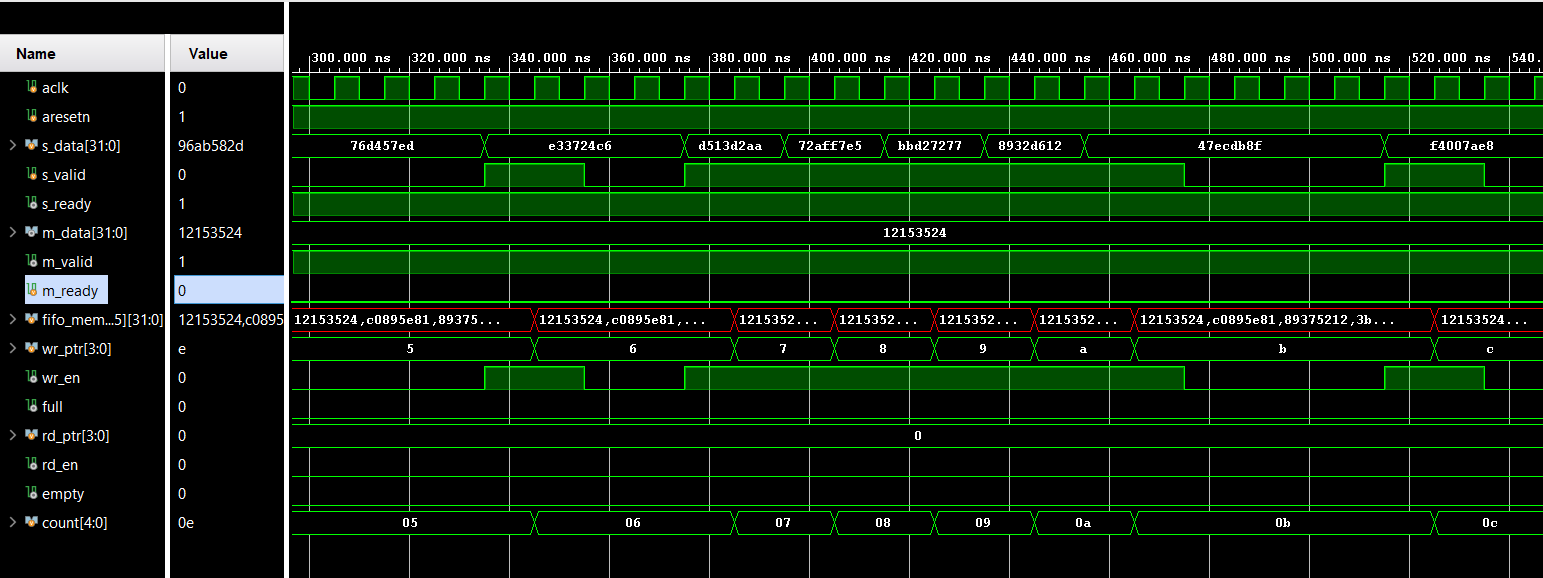 Name Value
300.000 ns 320.000 ns 340.000 ns 360.000 ns 380.000 ns 400.000 ns 420.000 ns 440.000 ns 460.000 ns 480.000 ns 500.000 ns 520.000 ns 540.
aclk 0
aresetn 1
s_data[31:0] 96ab582d 76d457ed e33724c6 d513d2aa 72aff7e5 bbd27277 8932d612 47ecdb8f f4007ae8
s_valid 0
s_ready 1
m_data[31:0] 12153524 12153524
m_valid 1
m_ready 0
fifo_mem...5][31:0] 12153524,c0895 12153524,c0895e81,89375... 12153524,c0895e81,... 1215352... 1215352... 1215352... 1215352... 12153524,c0895e81,89375212,3b... 12153524...
wr_ptr[3:0] e 5 6 7 8 9 a b c
wr_en 0
full 0
rd_ptr[3:0] 0 0
rd_en 0
empty 0
count[4:0] 0e 05 06 07 08 09 0a 0b 0c